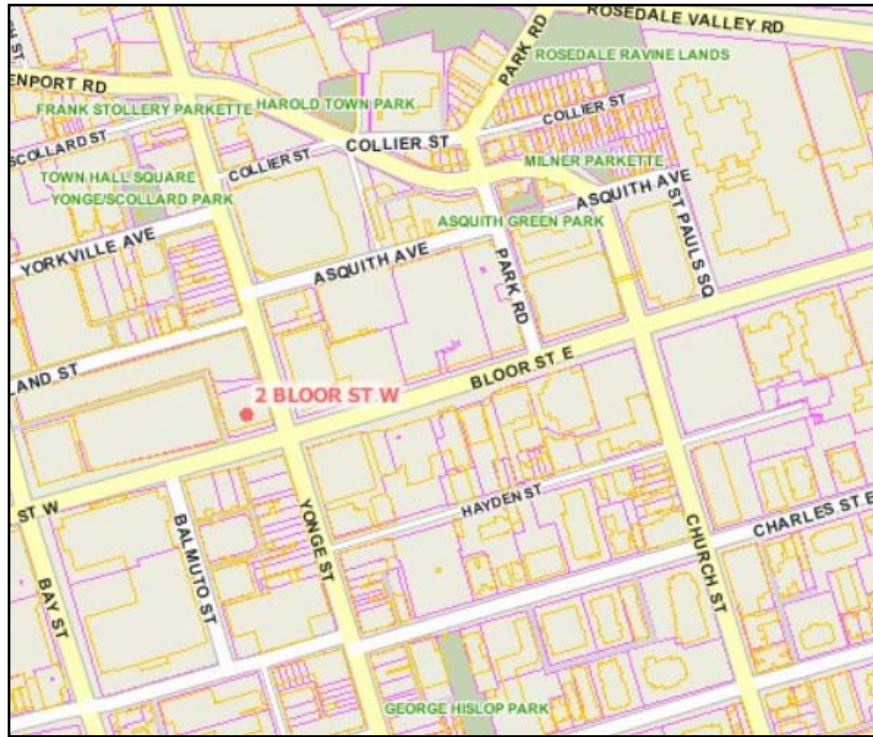 ROSEDALE VALLEY RD
PARK RD
ROSEDALE RAVINE LANDS
ENPORT RD
FRANK STOLLERY PARKETTE
HAROLD TOWN PARK
COLLIER ST
SCOLLARD ST
COLLIER ST
COLLIER ST
MILNER PARKETTE
TOWN HALL SQUARE
YONGE/SCOLLARD PARK
ASQUITH AVE
ST PAULS SQ
ASQUITH GREEN PARK
YORKVILLE AVE
ASQUITH AVE
PARK RD
LAND ST
BLOOR ST E
2 BLOOR ST W
ST W
HAYDEN ST
CHARLES ST E
BALMUTO ST
YONGE ST
CHURCH ST
BAY ST
GEORGE HISLOP PARK